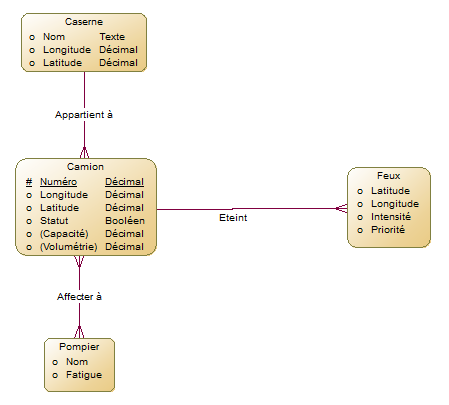 Caserne
o Nom Texte
o Longitude Décimal
o Latitude Décimal
Appartient à
Camion
# Numéro Décimal
o Longitude Décimal
o Latitude Décimal
o Statut Booléen
o (Capacité) Décimal
o (Volumétrie) Décimal
Eteint
Feux
o Latitude
o Longitude
o Intensité
o Priorité
Affecter à
Pompier
o Nom
o Fatigue